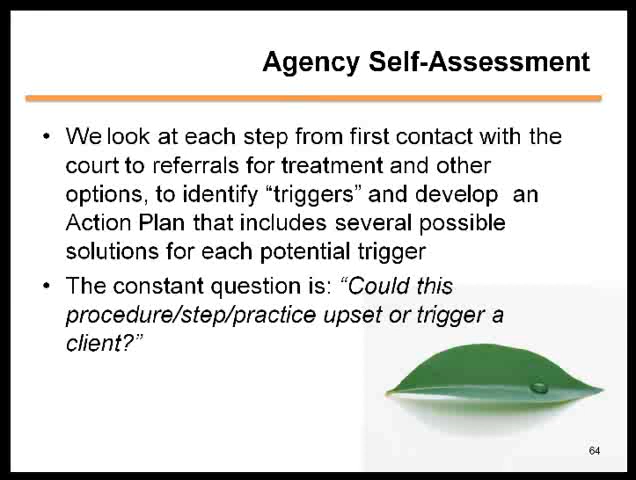 Agency Self-Assessment
• We look at each step from first contact with the
court to referrals for treatment and other
options, to identify “triggers” and develop an
Action Plan that includes several possible
solutions for each potential trigger
• The constant question is: “Could this
procedure/step/practice upset or trigger a
client?”
64